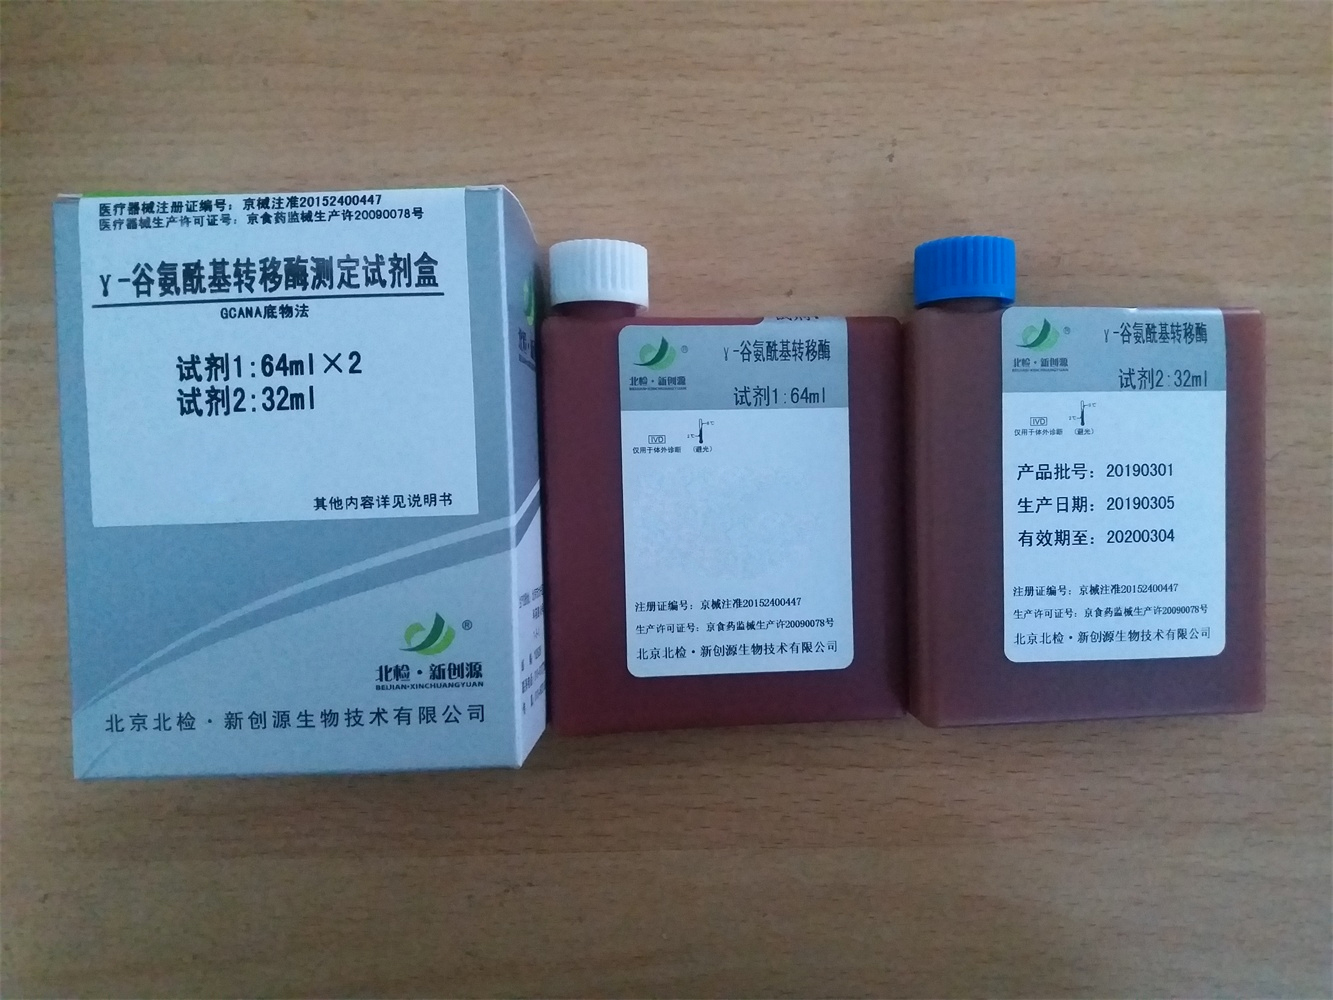 医疗器械注册证编号：京械注准20152400447
医疗器械生产许可证号：京食药监械生产许20090078号
γ-谷氨酰基转移酶测定试剂盒
GCANA底物法
试剂1:64ml×2
试剂2:32ml
其他内容详见说明书
®
北检·新创源
BEIJIAN·XINCHUANGYUAN
北京北检·新创源生物技术有限公司
®
γ-谷氨酰基转移酶
北检·新创源
BEIJIAN·XINCHUANGYUAN
试剂1:64ml
IVD
仅用于体外诊断
(避光)
注册证编号：京械注准20152400447
生产许可证号：京食药监械生产许20090078号
北京北检·新创源生物技术有限公司
®
γ-谷氨酰基转移酶
北检·新创源
BEIJIAN·XINCHUANGYUAN
试剂2:32ml
IVD
仅用于体外诊断
(避光)
产品批号：20190301
生产日期：20190305
有效期至：20200304
注册证编号：京械注准20152400447
生产许可证号：京食药监械生产许20090078号
北京北检·新创源生物技术有限公司